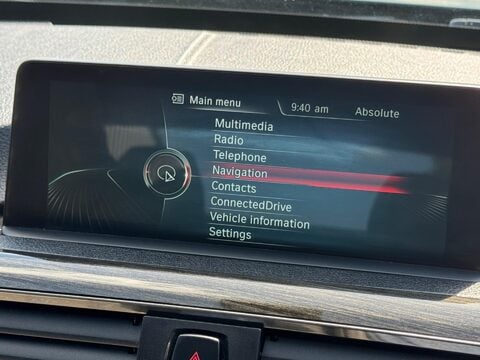 Main menu
9:40 am
Absolute
Multimedia
Radio
Telephone
Navigation
Contacts
ConnectedDrive
Vehicle information
Settings